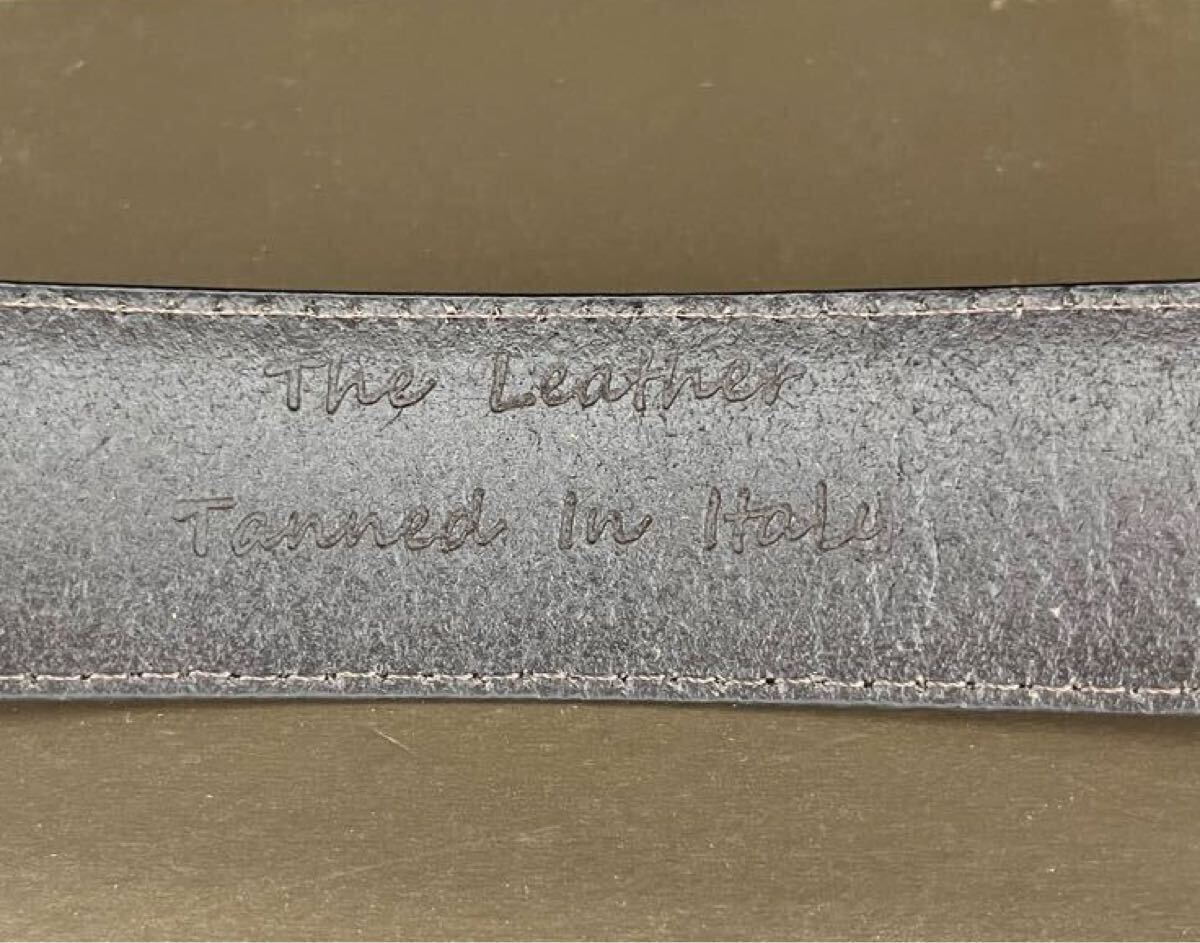 The Leather
Tanned In Italy